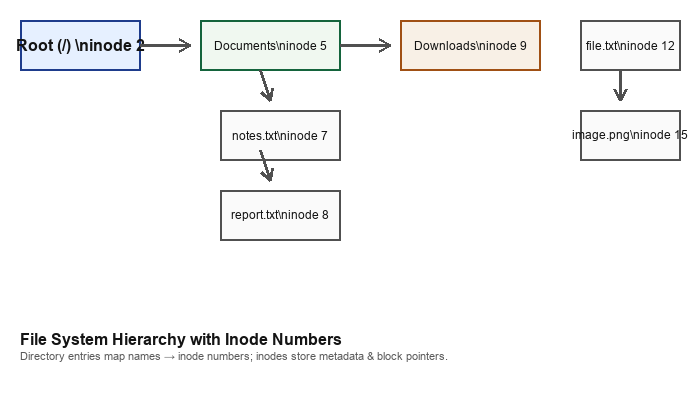 Root (/) \ninode 2
Documents\ninode 5
Downloads\ninode 9
file.txt\ninode 12
notes.txt\ninode 7
image.png\ninode 15
report.txt\ninode 8
File System Hierarchy with Inode Numbers
Directory entries map names → inode numbers; inodes store metadata & block pointers.